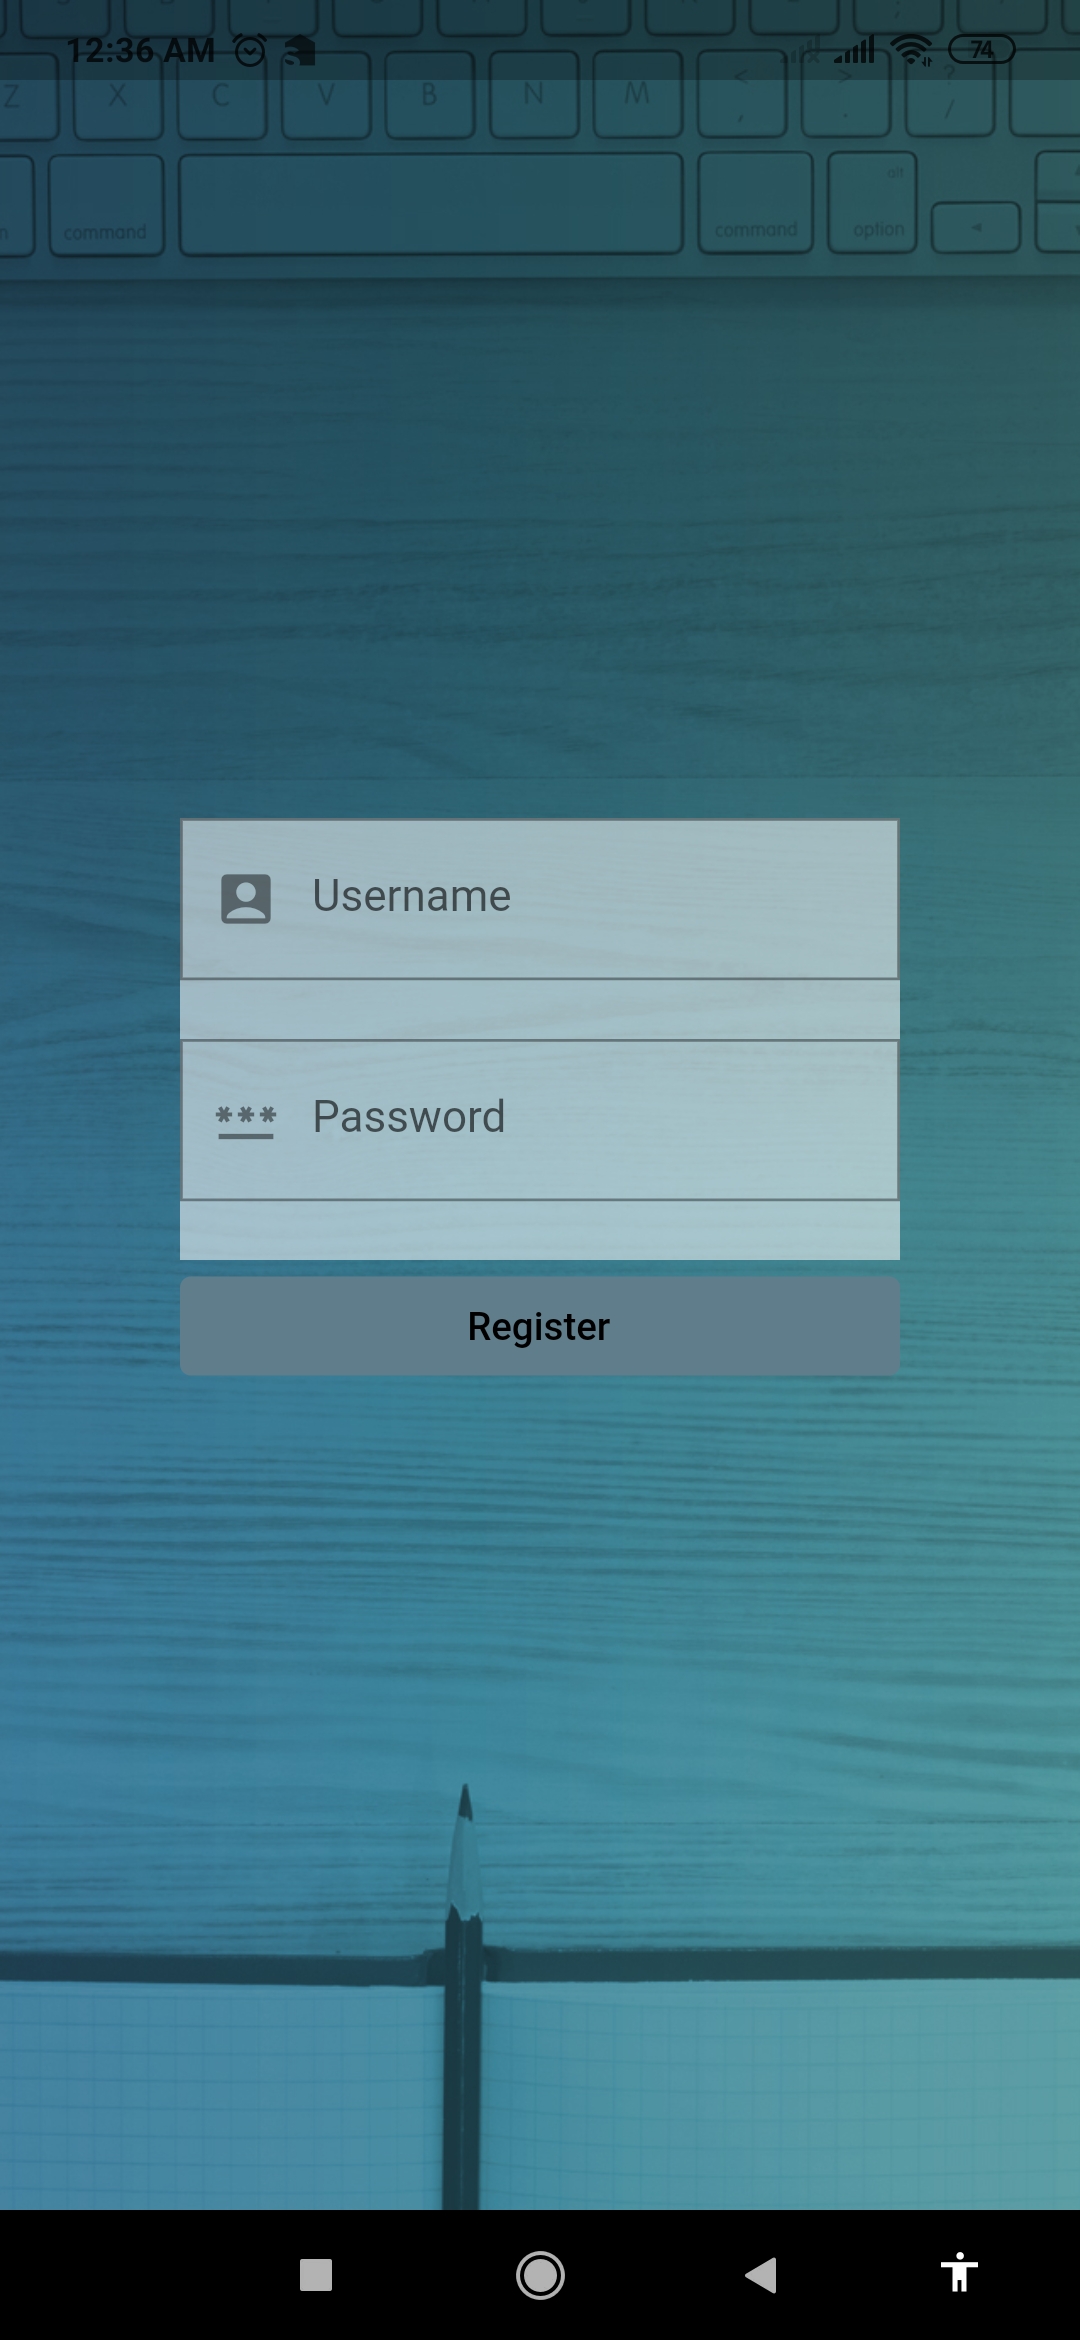 12:36 AM 74
Z X C V B N M < , > . ? /
command command alt option
Username
*** Password
Register